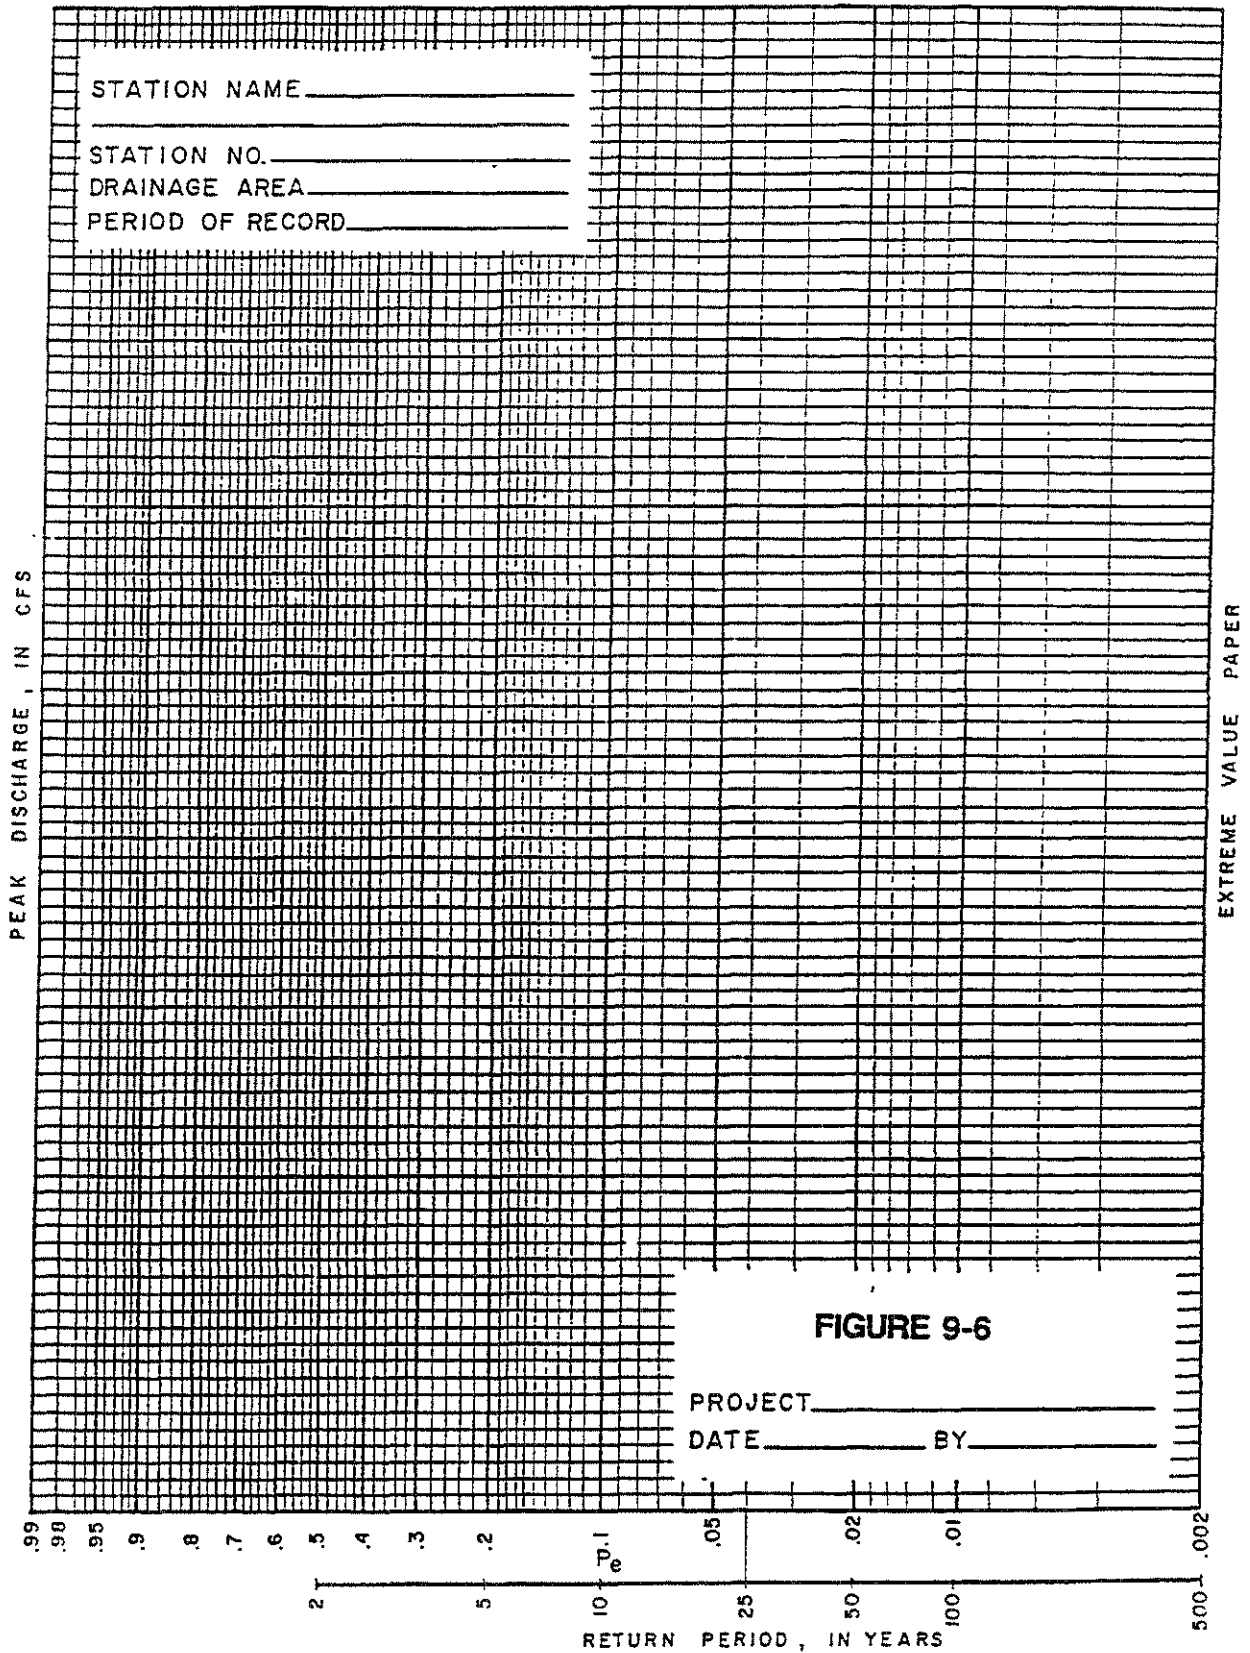 STATION NAME
STATION NO.
DRAINAGE AREA
PERIOD OF RECORD
PEAK DISCHARGE, IN CFS
EXTREME VALUE PAPER
FIGURE 9-6
PROJECT
DATE BY
.99 .98 .95 .9 .8 .7 .6 .5 .4 .3 .2 .1 .05 .02 .01 .002
Pe
2 5 10 25 50 100 500
RETURN PERIOD, IN YEARS